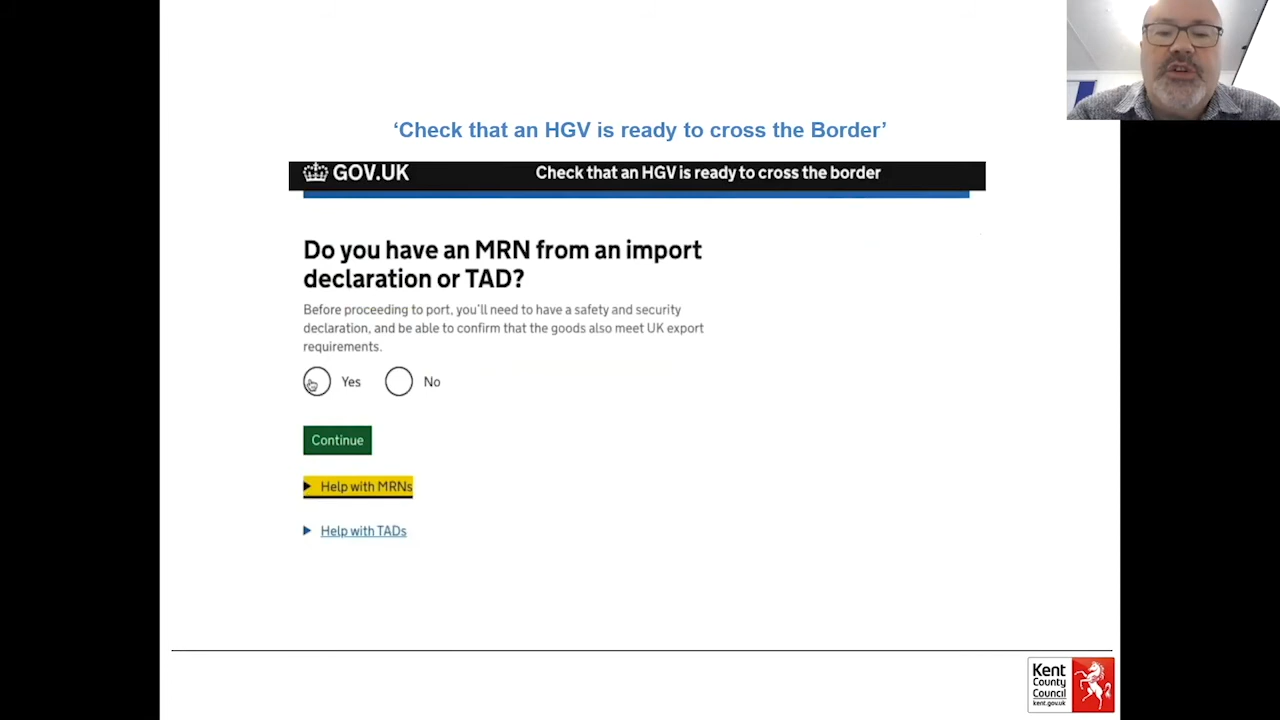 ‘Check that an HGV is ready to cross the Border’
GOV.UK
Check that an HGV is ready to cross the border
Do you have an MRN from an import
declaration or TAD?
Before proceeding to port, you’ll need to have a safety and security
declaration, and be able to confirm that the goods also meet UK export
requirements.
Yes
No
Continue
Help with MRNs
Help with TADs
Kent
County
Council
kent.gov.uk